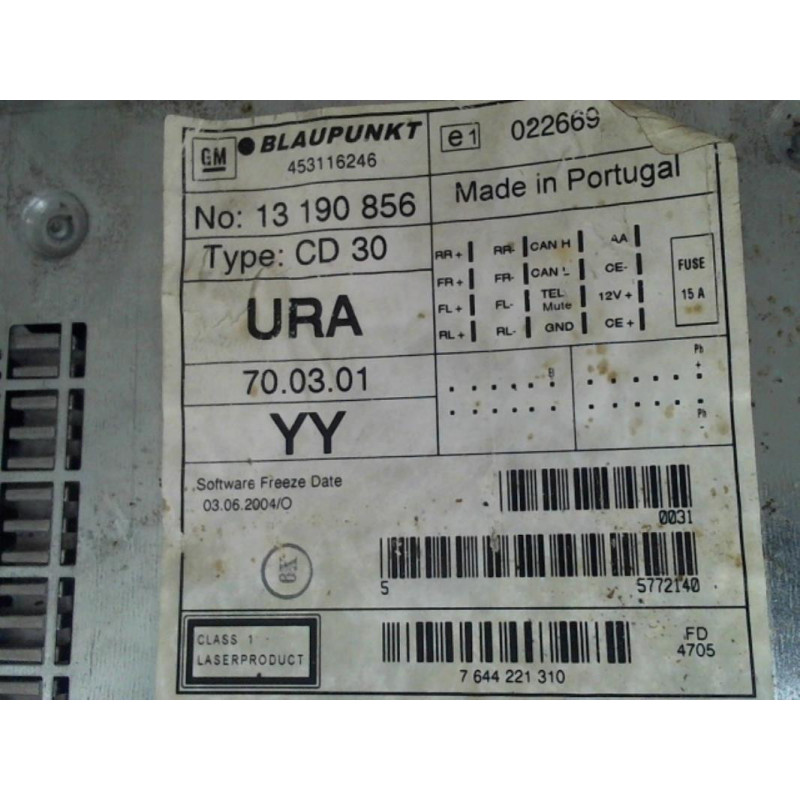 GM
BLAUPUNKT
453116246
e1 022669
Made in Portugal
No: 13 190 856
Type: CD 30
URA
70.03.01
YY
RR+ RR- CAN H AA
FR+ FR- CAN L CE-
FL+ FL- TEL Mute 12V+
RL+ RL- GND CE+
FUSE
15 A
B
Ph
+
Ph
-
Software Freeze Date
03.06.2004/O
0031
5 5772140
CLASS 1
LASERPRODUCT
7 644 221 310
FD
4705